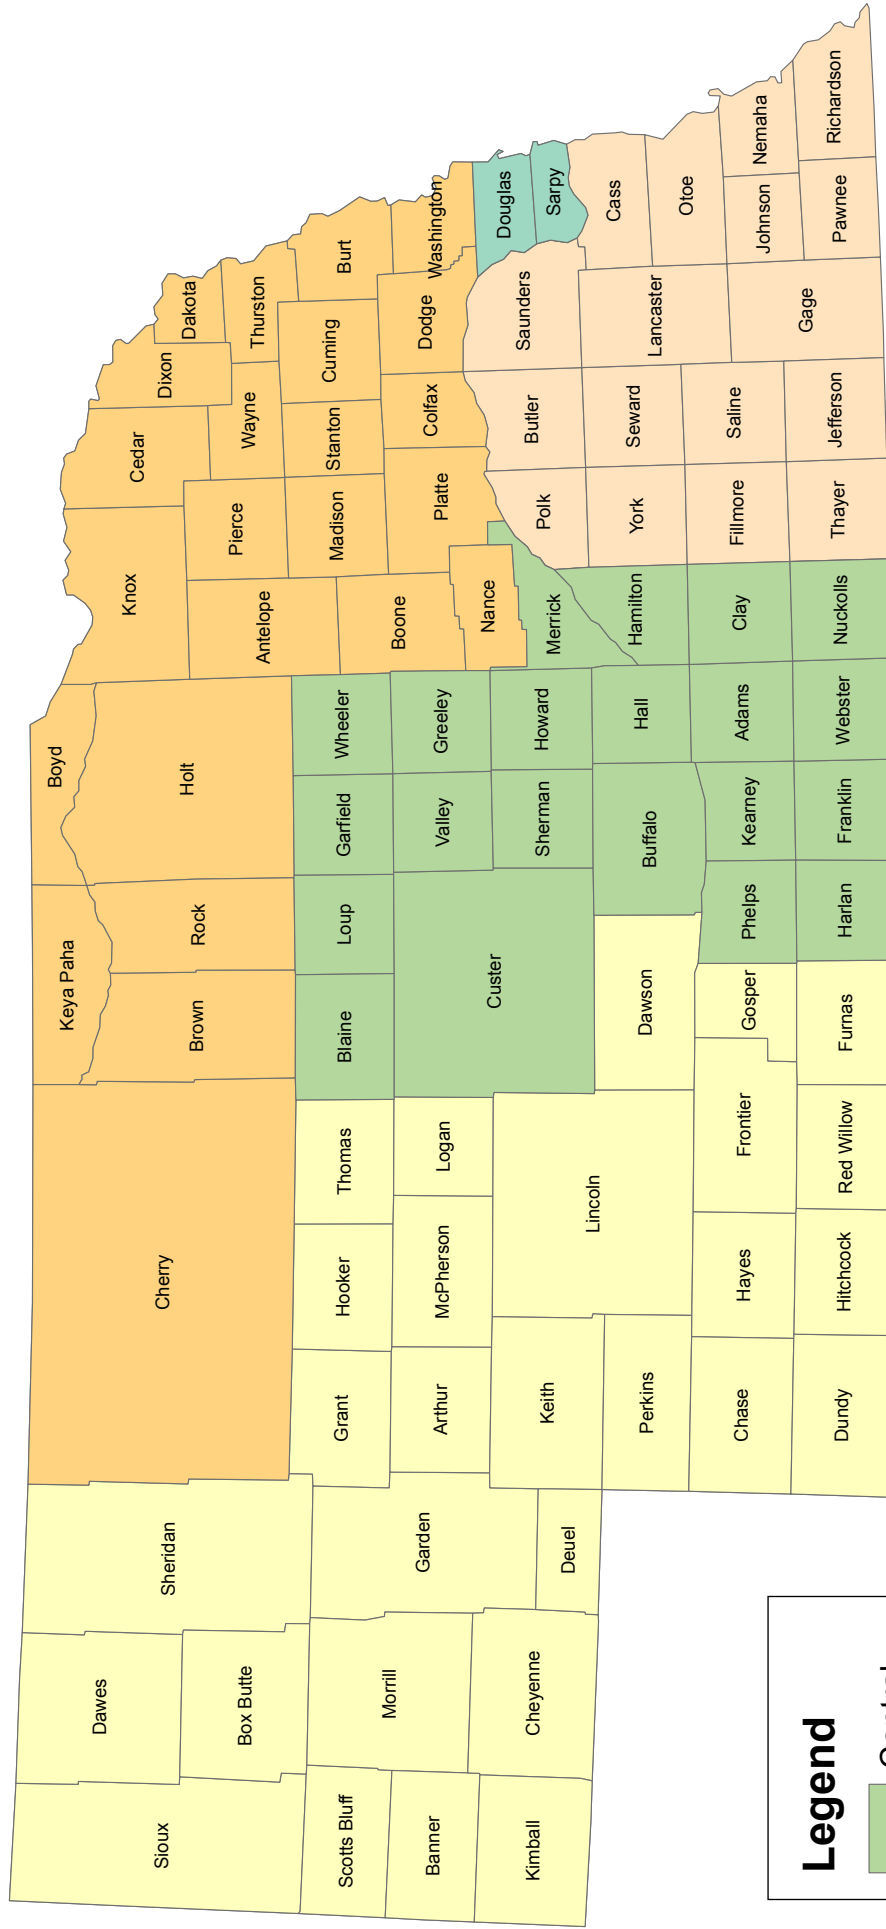 Sioux
Dawes
Box Butte
Sheridan
Scotts Bluff
Banner
Kimball
Morrill
Cheyenne
Garden
Deuel
Cherry
Grant
Hooker
Thomas
Arthur
McPherson
Logan
Keith
Lincoln
Perkins
Chase
Hayes
Frontier
Gosper
Dawson
Dundy
Hitchcock
Red Willow
Furnas
Keya Paha
Brown
Rock
Boyd
Holt
Blaine
Loup
Garfield
Wheeler
Custer
Valley
Greeley
Sherman
Howard
Buffalo
Hall
Phelps
Kearney
Adams
Clay
Harlan
Franklin
Webster
Nuckolls
Merrick
Hamilton
Knox
Cedar
Dixon
Dakota
Antelope
Pierce
Wayne
Thurston
Boone
Madison
Stanton
Cuming
Burt
Nance
Platte
Colfax
Dodge
Washington
Polk
Butler
Saunders
Douglas
Sarpy
York
Seward
Lancaster
Cass
Otoe
Fillmore
Saline
Gage
Johnson
Nemaha
Thayer
Jefferson
Pawnee
Richardson
Legend